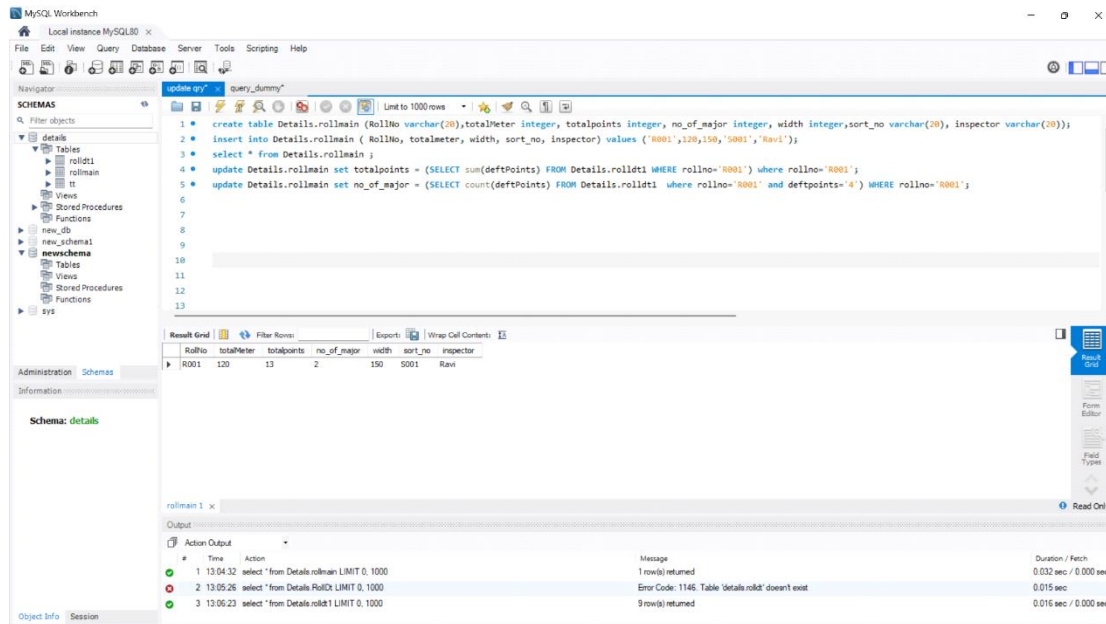 MySQL Workbench
Local instance MySQL80 ×
File Edit View Query Database Server Tools Scripting Help
Navigator
update qry* × query_dummy*
SCHEMAS
Limit to 1000 rows
Filter objects
1 create table Details.rollmain (RollNo varchar(20),totalMeter integer, totalpoints integer, no_of_major integer, width integer,sort_no varchar(20), inspector varchar(20));
2 insert into Details.rollmain ( RollNo, totalmeter, width, sort_no, inspector) values ('R001',120,150,'S001','Ravi');
3 select * from Details.rollmain ;
4 update Details.rollmain set totalpoints = (SELECT sum(deftPoints) FROM Details.rolldt1 WHERE rollno='R001') where rollno='R001';
5 update Details.rollmain set no_of_major = (SELECT count(deftPoints) FROM Details.rolldt1 where rollno='R001' and deftpoints='4') WHERE rollno='R001';
6
7
8
9
10
11
12
13
details
Tables
rolldt1
rollmain
tt
Views
Stored Procedures
Functions
new_db
new_schema1
newschema
Tables
Views
Stored Procedures
Functions
sys
Administration Schemas
Information
Schema: details
Result Grid Filter Rows: Export: Wrap Cell Content:
RollNo totalMeter totalpoints no_of_major width sort_no inspector
R001 120 13 2 150 S001 Ravi
Result Grid
Form Editor
Field Types
rollmain 1 ×
Read Onl
Output
Action Output
# Time Action Message Duration / Fetch
1 13:04:32 select * from Details.rollmain LIMIT 0, 1000 1 row(s) returned 0.032 sec / 0.000 sec
2 13:05:26 select * from Details.RollDt LIMIT 0, 1000 Error Code: 1146. Table 'details.rolldt' doesn't exist 0.015 sec
3 13:06:23 select * from Details.rolldt1 LIMIT 0, 1000 9 row(s) returned 0.016 sec / 0.000 sec
Object Info Session